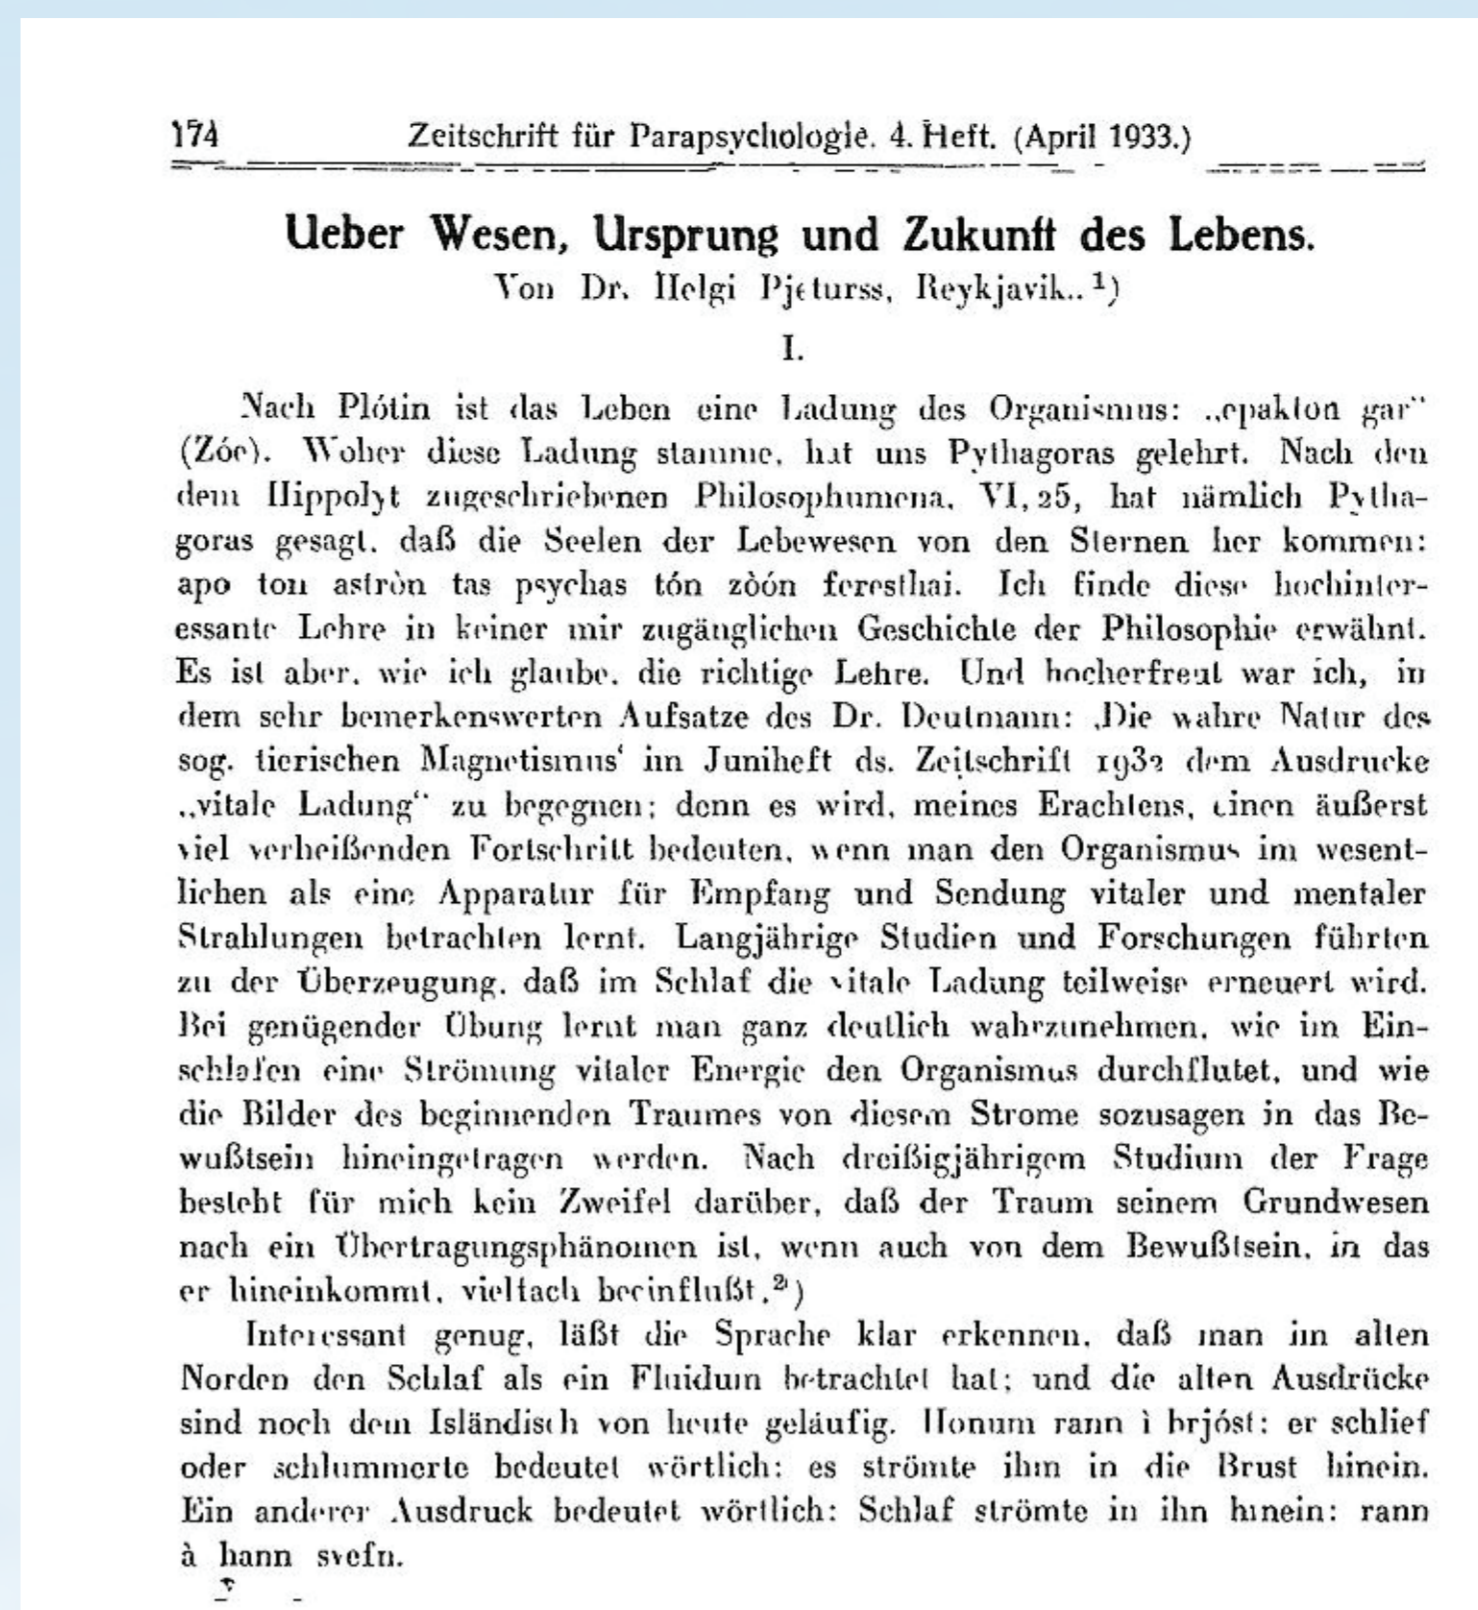 174 Zeitschrift für Parapsychologie. 4. Heft. (April 1933.)
Ueber Wesen, Ursprung und Zukunft des Lebens.
Von Dr. Helgi Pjeturss, Reykjavik.. ¹)
I.
Nach Plótin ist das Leben eine Ladung des Organismus: „epakton gar“
(Zóe). Woher diese Ladung stamme, hat uns Pythagoras gelehrt. Nach den
dem Hippolyt zugeschriebenen Philosophumena, VI, 25, hat nämlich Pytha-
goras gesagt, daß die Seelen der Lebewesen von den Sternen her kommen:
apo ton astròn tas psychas tón zòón feresthai. Ich finde diese hochinter-
essante Lehre in keiner mir zugänglichen Geschichte der Philosophie erwähnt.
Es ist aber, wie ich glaube, die richtige Lehre. Und hocherfreut war ich, in
dem sehr bemerkenswerten Aufsatze des Dr. Deutmann: ‚Die wahre Natur des
sog. tierischen Magnetismus‘ im Juniheft ds. Zeitschrift 1932 dem Ausdrucke
„vitale Ladung“ zu begegnen; denn es wird, meines Erachtens, einen äußerst
viel verheißenden Fortschritt bedeuten, wenn man den Organismus im wesent-
lichen als eine Apparatur für Empfang und Sendung vitaler und mentaler
Strahlungen betrachten lernt. Langjährige Studien und Forschungen führten
zu der Überzeugung, daß im Schlaf die vitale Ladung teilweise erneuert wird.
Bei genügender Übung lernt man ganz deutlich wahrzunehmen, wie im Ein-
schlafen eine Strömung vitaler Energie den Organismus durchflutet, und wie
die Bilder des beginnenden Traumes von diesem Strome sozusagen in das Be-
wußtsein hineingetragen werden. Nach dreißigjährigem Studium der Frage
besteht für mich kein Zweifel darüber, daß der Traum seinem Grundwesen
nach ein Übertragungsphänomen ist, wenn auch von dem Bewußtsein, in das
er hineinkommt, vielfach beeinflußt.²)
Interessant genug, läßt die Sprache klar erkennen, daß man im alten
Norden den Schlaf als ein Fluidum betrachtet hat; und die alten Ausdrücke
sind noch dem Isländisch von heute geläufig. Honum rann ì brjóst: er schlief
oder schlummerte bedeutet wörtlich: es strömte ihm in die Brust hinein.
Ein anderer Ausdruck bedeutet wörtlich: Schlaf strömte in ihn hinein: rann
à hann svefn.